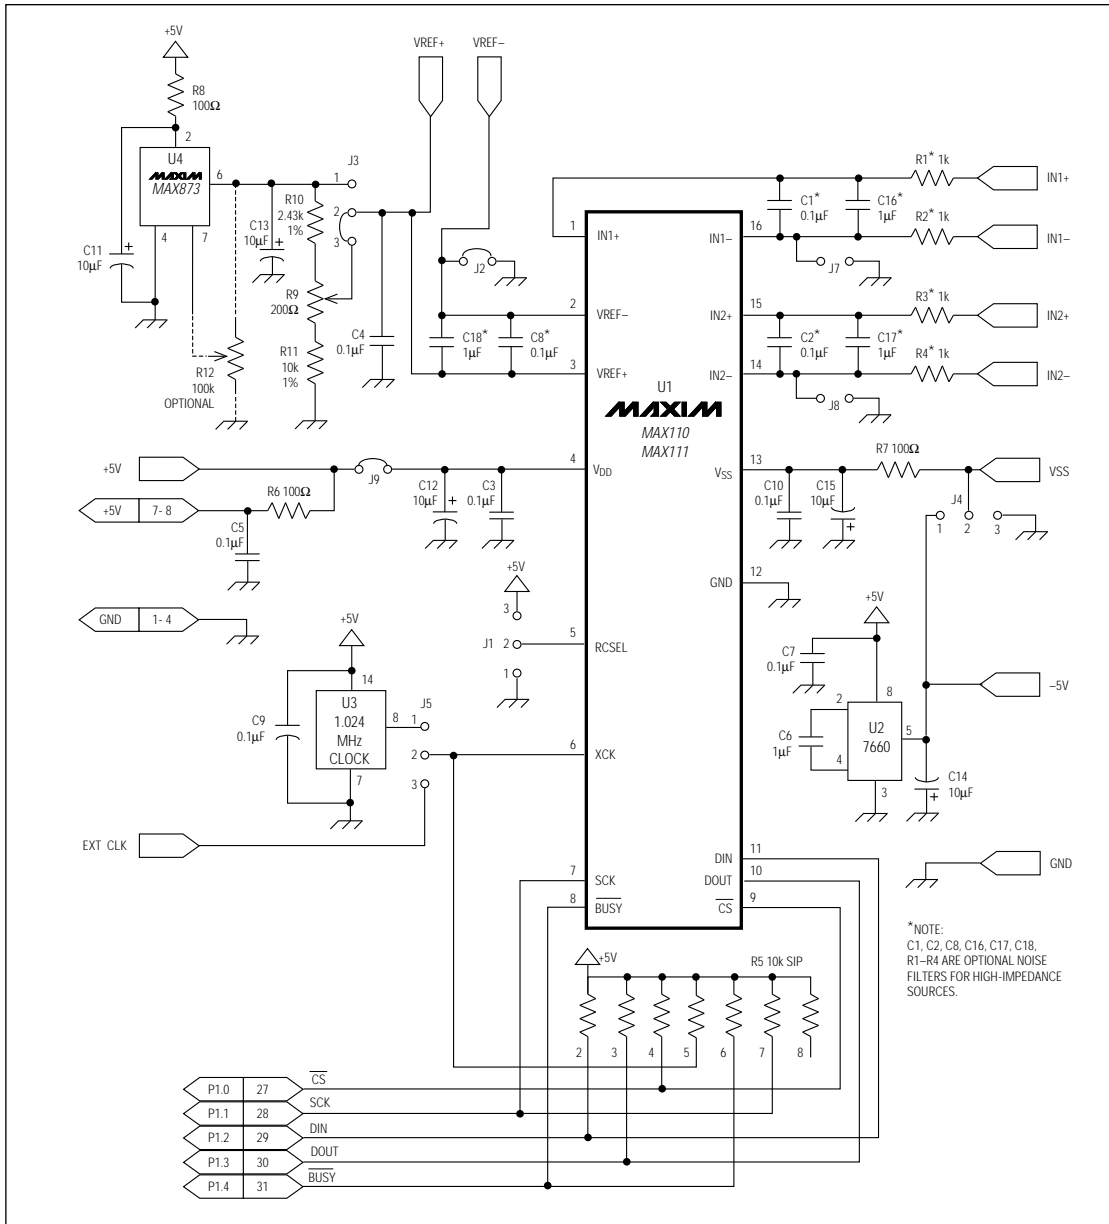 +5V
VREF+
VREF–
R8
100Ω
2
U4
MAXIM
MAX873
6
4
7
C11
10µF
+
C13
10µF
+
R10
2.43k
1%
J3
1
2
3
R9
200Ω
R11
10k
1%
R12
100k
OPTIONAL
C4
0.1µF
J2
C18*
1µF
C8*
0.1µF
1
IN1+
2
VREF–
3
VREF+
U1
MAXIM
MAX110
MAX111
R1* 1k
IN1+
C1*
0.1µF
C16*
1µF
16
IN1–
R2* 1k
IN1–
J7
15
IN2+
R3* 1k
IN2+
C2*
0.1µF
C17*
1µF
14
IN2–
R4* 1k
IN2–
J8
+5V
J9
4
VDD
C12
10µF
+
C3
0.1µF
+5V
7- 8
R6 100Ω
C5
0.1µF
GND
1- 4
13
VSS
R7 100Ω
VSS
C10
0.1µF
C15
10µF
+
J4
1
2
3
12
GND
+5V
3
J1
2
1
5
RCSEL
+5V
14
U3
1.024
MHz
CLOCK
8
7
C9
0.1µF
J5
1
2
3
6
XCK
EXT CLK
+5V
C7
0.1µF
8
2
U2
7660
5
4
3
C6
1µF
–5V
C14
10µF
+
GND
7
SCK
8
BUSY
11
DIN
10
DOUT
9
CS
*NOTE:
C1, C2, C8, C16, C17, C18,
R1–R4 ARE OPTIONAL NOISE
FILTERS FOR HIGH-IMPEDANCE
SOURCES.
+5V
R5 10k SIP
2
3
4
5
6
7
8
P1.0
27
CS
P1.1
28
SCK
P1.2
29
DIN
P1.3
30
DOUT
P1.4
31
BUSY